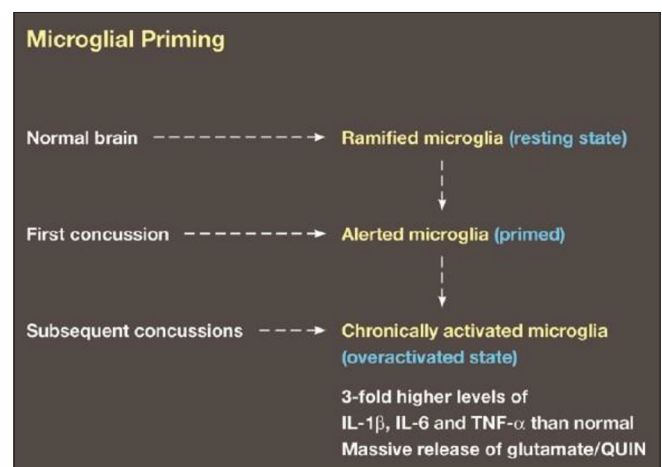 Microglial Priming
Normal brain Ramified microglia (resting state)
First concussion Alerted microglia (primed)
Subsequent concussions Chronically activated microglia
(overactivated state)
3-fold higher levels of
IL-1β, IL-6 and TNF-α than normal
Massive release of glutamate/QUIN